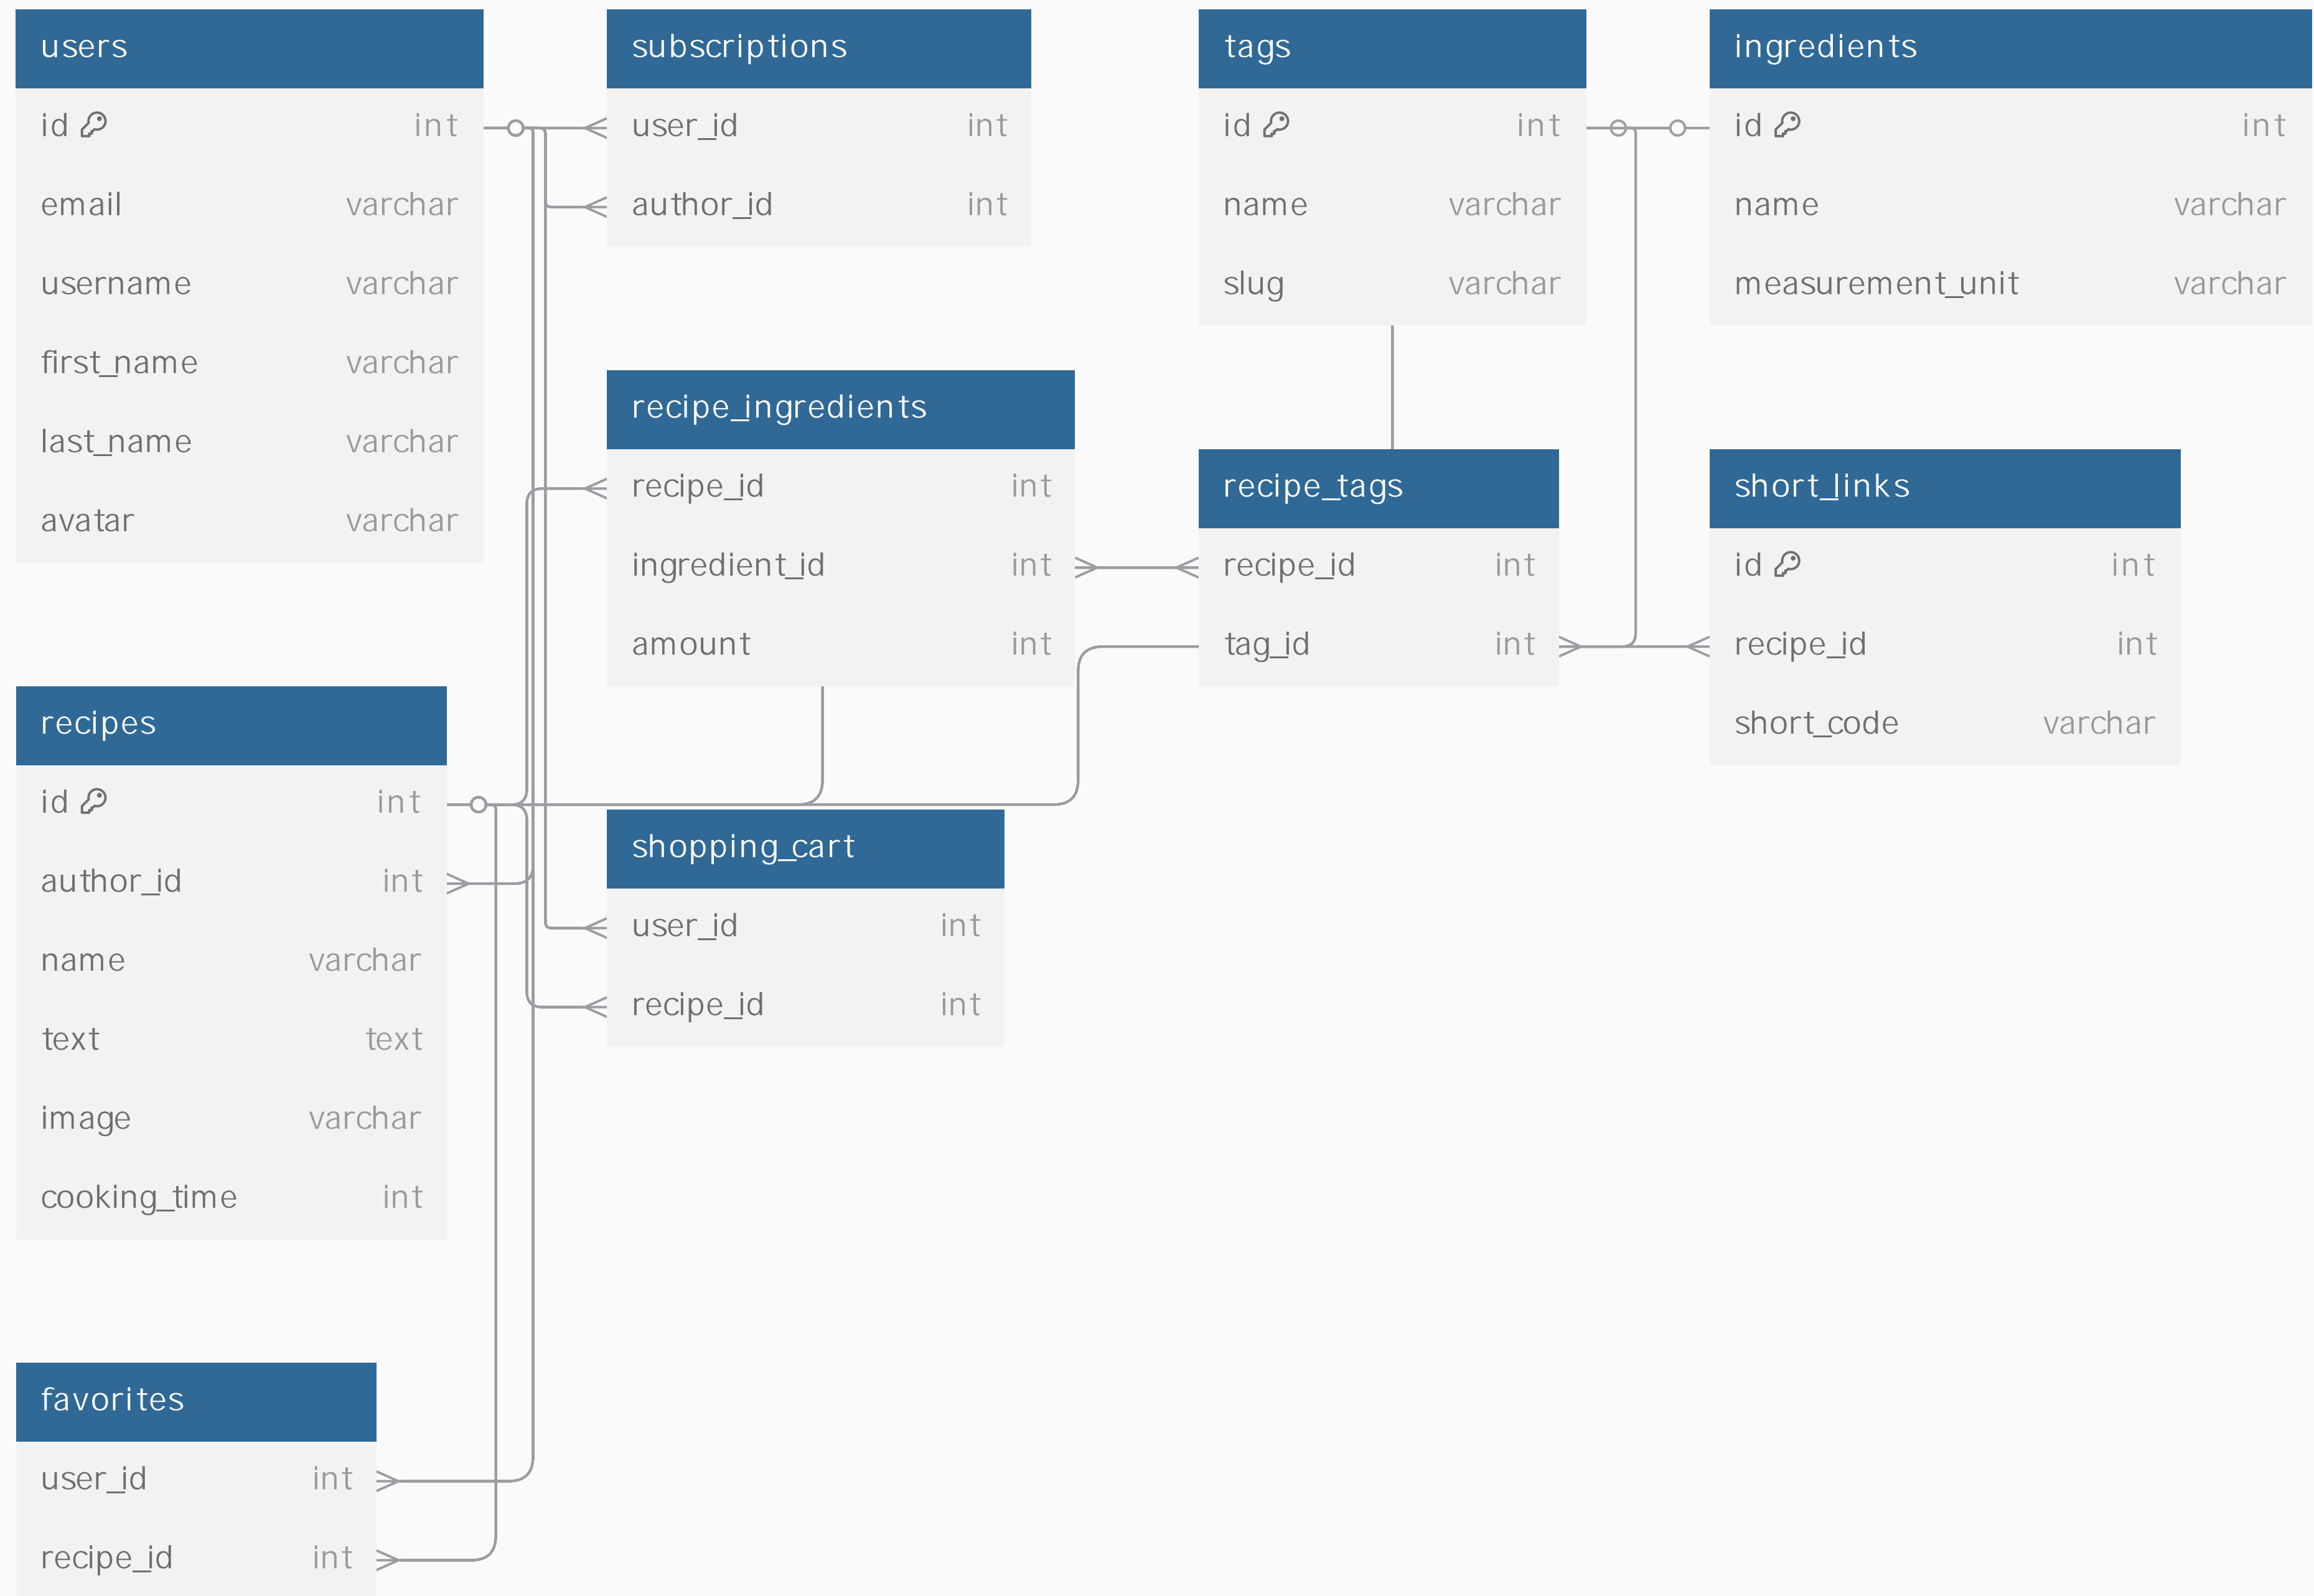 users
id int
email varchar
username varchar
first_name varchar
last_name varchar
avatar varchar
subscriptions
user_id int
author_id int
tags
id int
name varchar
slug varchar
ingredients
id int
name varchar
measurement_unit varchar
recipe_ingredients
recipe_id int
ingredient_id int
amount int
recipe_tags
recipe_id int
tag_id int
short_links
id int
recipe_id int
short_code varchar
recipes
id int
author_id int
name varchar
text text
image varchar
cooking_time int
shopping_cart
user_id int
recipe_id int
favorites
user_id int
recipe_id int